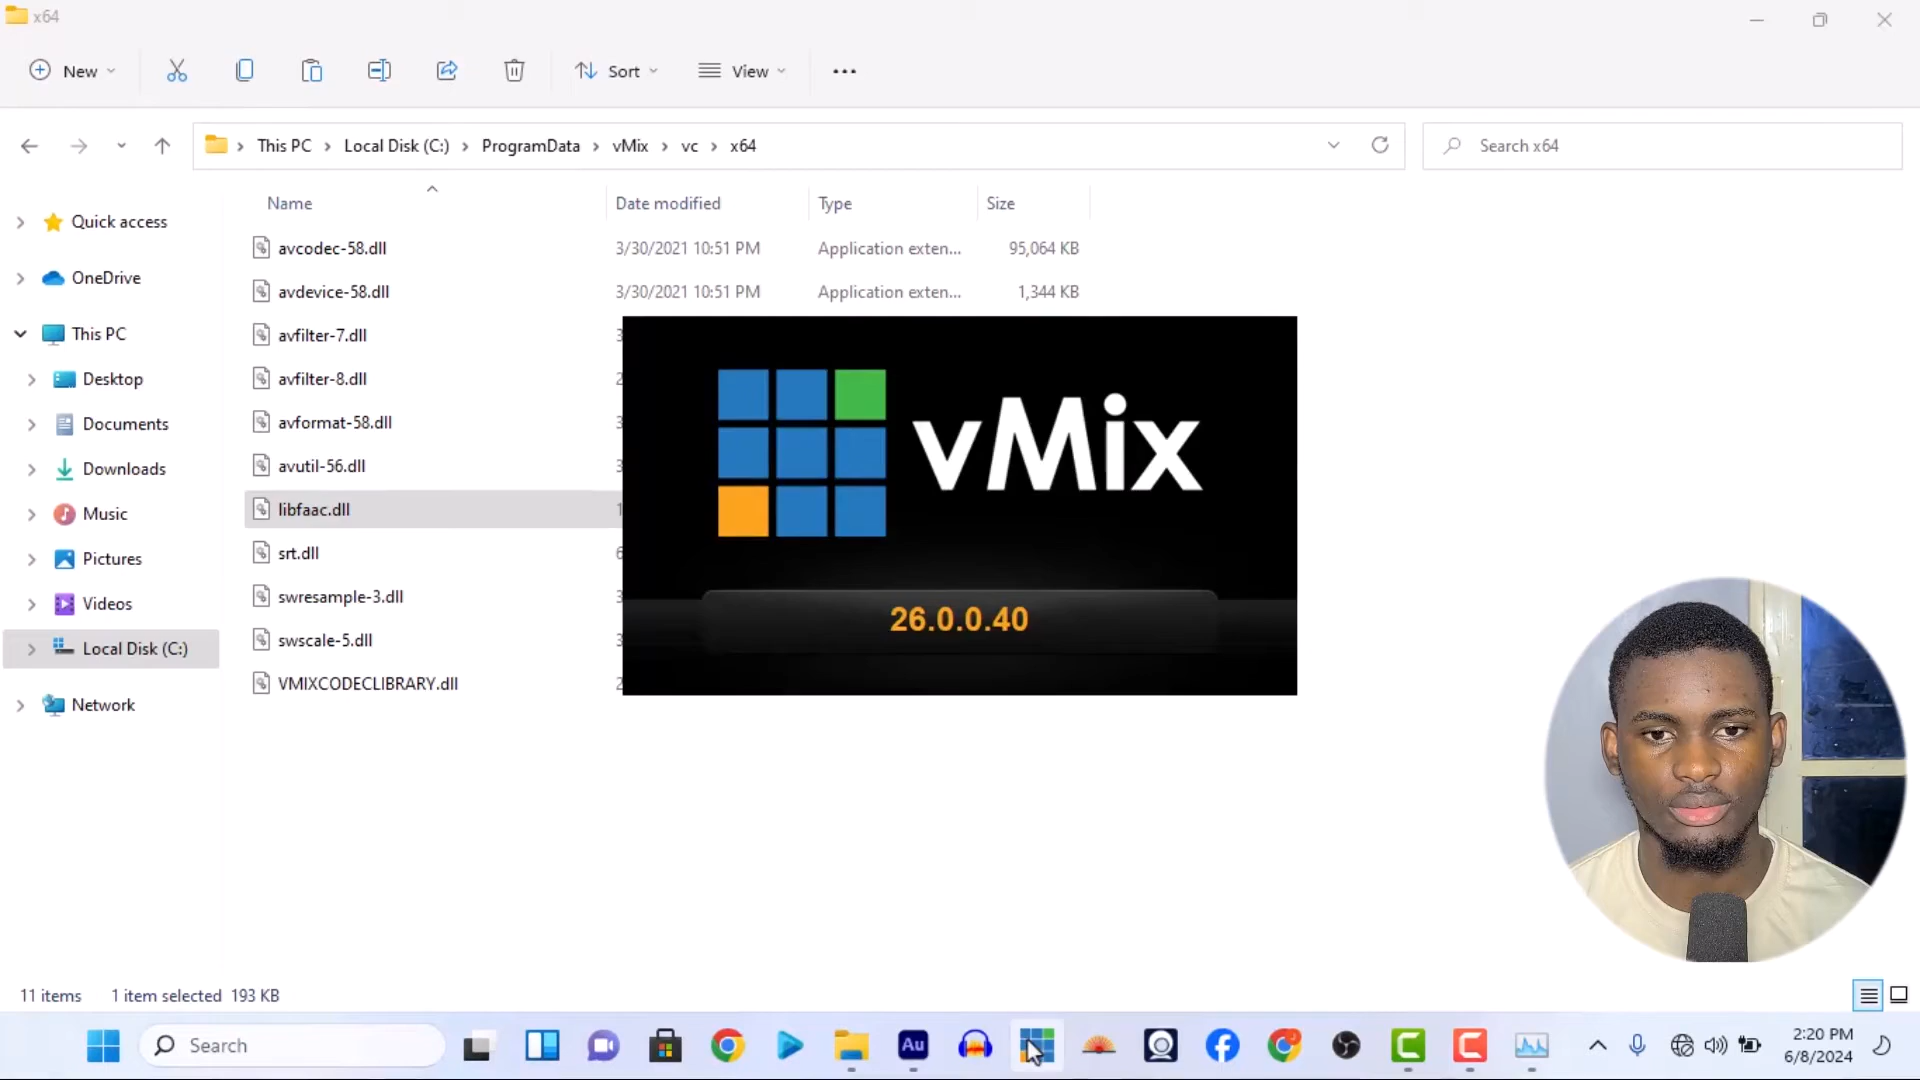 x64
New Sort View
This PC Local Disk (C:) ProgramData vMix vc x64
Search x64
Name Date modified Type Size
Quick access
OneDrive
This PC
Desktop
Documents
Downloads
Music
Pictures
Videos
Local Disk (C:)
Network
avcodec-58.dll 3/30/2021 10:51 PM Application exten... 95,064 KB
avdevice-58.dll 3/30/2021 10:51 PM Application exten... 1,344 KB
avfilter-7.dll
avfilter-8.dll
avformat-58.dll
avutil-56.dll
libfaac.dll
srt.dll
swresample-3.dll
swscale-5.dll
VMIXCODECLIBRARY.dll
vMix
26.0.0.40
11 items 1 item selected 193 KB
Search
Au
2:20 PM
6/8/2024